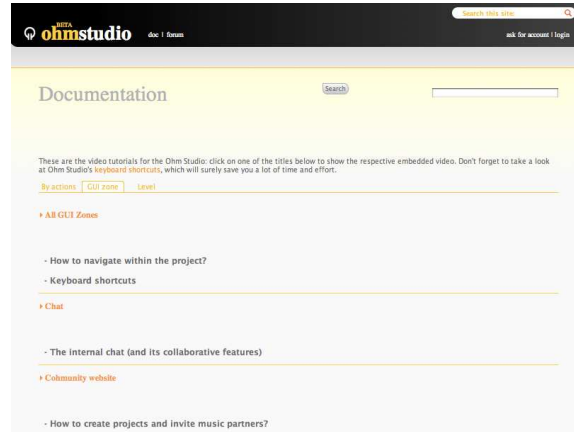 BETA
ohmstudio
doc | forum
Search this site
ask for account | login
Documentation
Search
These are the video tutorials for the Ohm Studio: click on one of the titles below to show the respective embedded video. Don't forget to take a look
at Ohm Studio's keyboard shortcuts, which will surely save you a lot of time and effort.
By actions GUI zone Level
All GUI Zones
- How to navigate within the project?
- Keyboard shortcuts
Chat
- The internal chat (and its collaborative features)
Cohmunity website
- How to create projects and invite music partners?